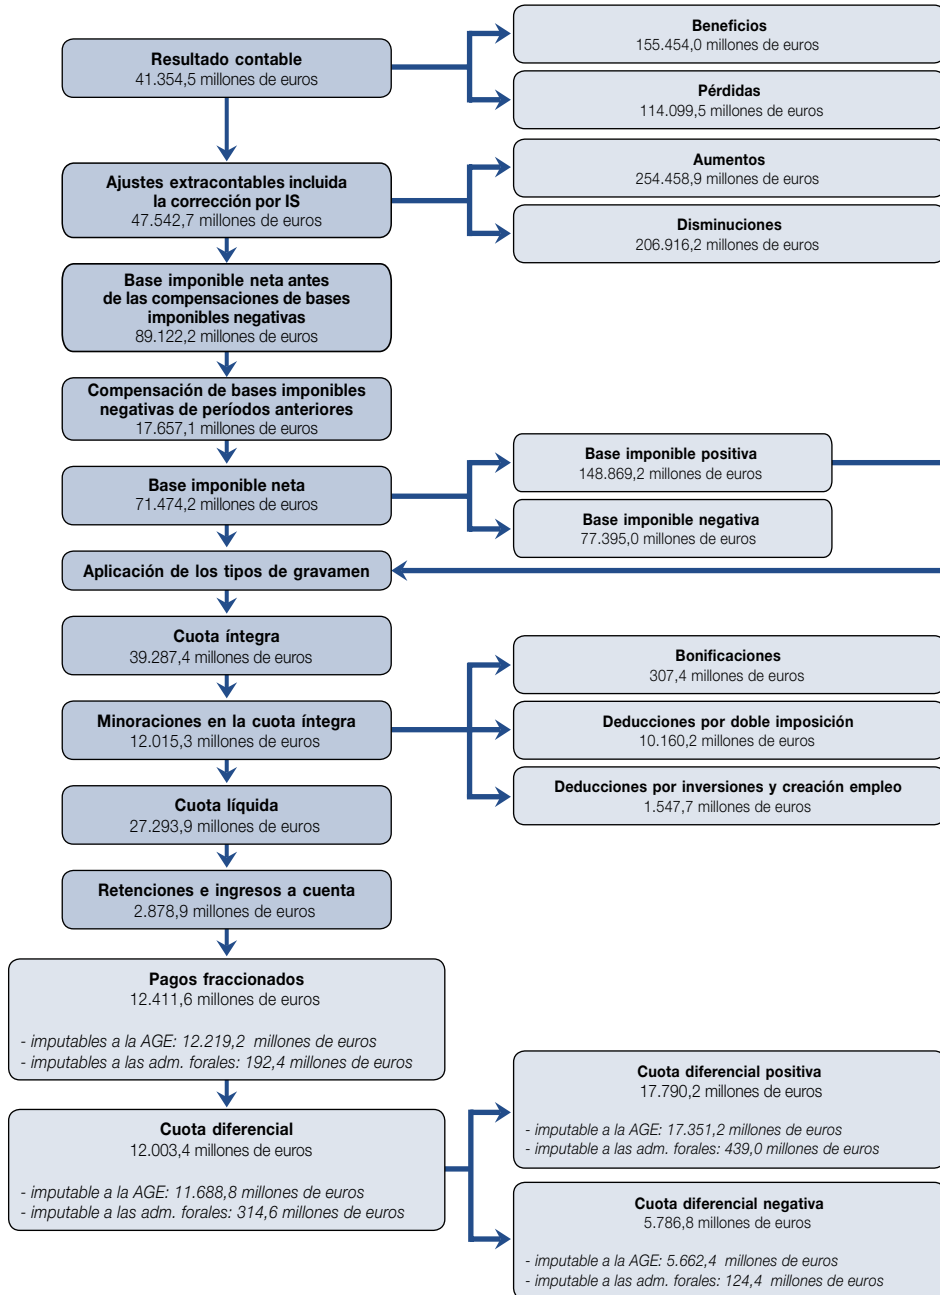 Resultado contable
41.354,5 millones de euros
Beneficios
155.454,0 millones de euros
Pérdidas
114.099,5 millones de euros
Ajustes extracontables incluida
la corrección por IS
47.542,7 millones de euros
Aumentos
254.458,9 millones de euros
Disminuciones
206.916,2 millones de euros
Base imponible neta antes
de las compensaciones de bases
imponibles negativas
89.122,2 millones de euros
Compensación de bases imponibles
negativas de períodos anteriores
17.657,1 millones de euros
Base imponible neta
71.474,2 millones de euros
Base imponible positiva
148.869,2 millones de euros
Base imponible negativa
77.395,0 millones de euros
Aplicación de los tipos de gravamen
Cuota íntegra
39.287,4 millones de euros
Minoraciones en la cuota íntegra
12.015,3 millones de euros
Bonificaciones
307,4 millones de euros
Deducciones por doble imposición
10.160,2 millones de euros
Deducciones por inversiones y creación empleo
1.547,7 millones de euros
Cuota líquida
27.293,9 millones de euros
Retenciones e ingresos a cuenta
2.878,9 millones de euros
Pagos fraccionados
12.411,6 millones de euros
- imputables a la AGE: 12.219,2 millones de euros
- imputables a las adm. forales: 192,4 millones de euros
Cuota diferencial
12.003,4 millones de euros
- imputable a la AGE: 11.688,8 millones de euros
- imputable a las adm. forales: 314,6 millones de euros
Cuota diferencial positiva
17.790,2 millones de euros
- imputable a la AGE: 17.351,2 millones de euros
- imputable a las adm. forales: 439,0 millones de euros
Cuota diferencial negativa
5.786,8 millones de euros
- imputable a la AGE: 5.662,4 millones de euros
- imputable a las adm. forales: 124,4 millones de euros